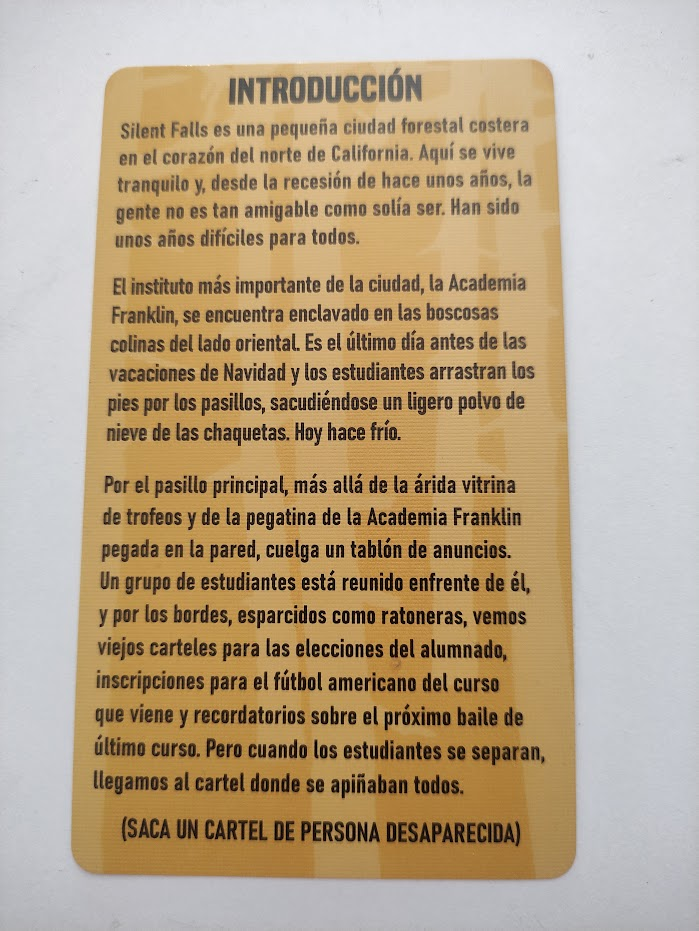 INTRODUCCIÓN
Silent Falls es una pequeña ciudad forestal costera
en el corazón del norte de California. Aquí se vive
tranquilo y, desde la recesión de hace unos años, la
gente no es tan amigable como solía ser. Han sido
unos años difíciles para todos.
El instituto más importante de la ciudad, la Academia
Franklin, se encuentra enclavado en las boscosas
colinas del lado oriental. Es el último día antes de las
vacaciones de Navidad y los estudiantes arrastran los
pies por los pasillos, sacudiéndose un ligero polvo de
nieve de las chaquetas. Hoy hace frío.
Por el pasillo principal, más allá de la árida vitrina
de trofeos y de la pegatina de la Academia Franklin
pegada en la pared, cuelga un tablón de anuncios.
Un grupo de estudiantes está reunido enfrente de él,
y por los bordes, esparcidos como ratoneras, vemos
viejos carteles para las elecciones del alumnado,
inscripciones para el fútbol americano del curso
que viene y recordatorios sobre el próximo baile de
último curso. Pero cuando los estudiantes se separan,
llegamos al cartel donde se apiñaban todos.
(SACA UN CARTEL DE PERSONA DESAPARECIDA)